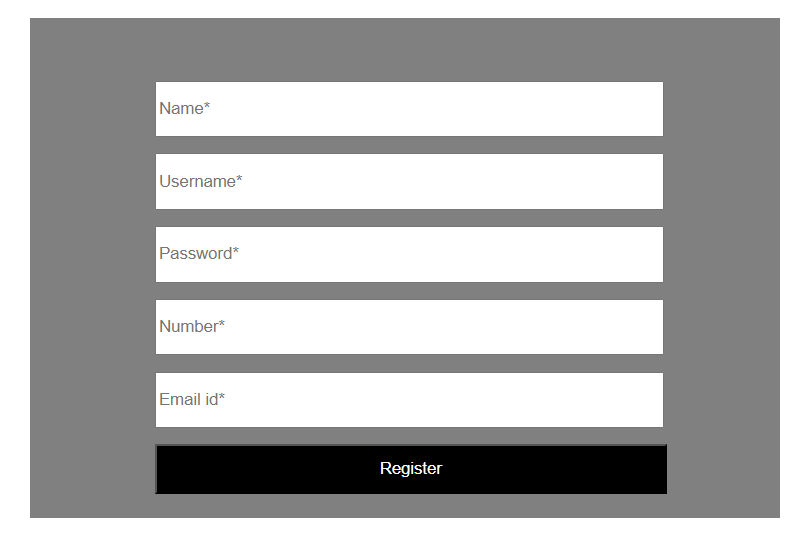 Name*
Username*
Password*
Number*
Email id*
Register